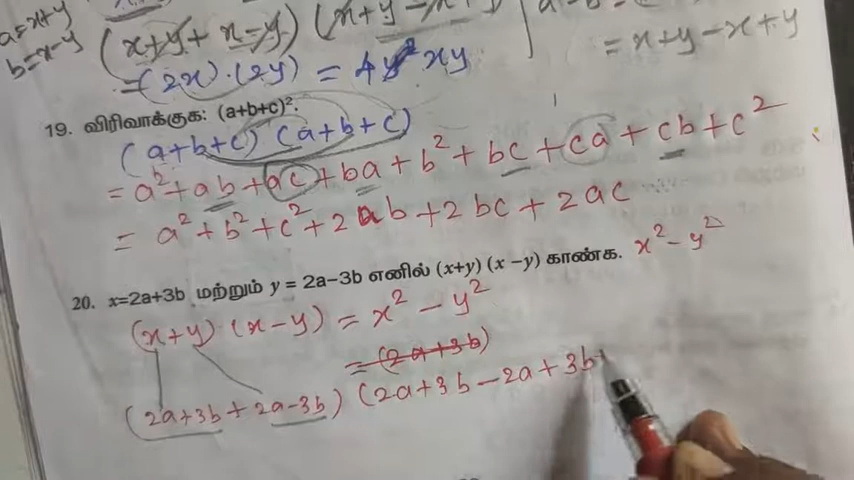 a=x+y
b=x-y
(x+y+x-y) (x+y-x+y)
= x+y-x+y
=(2x)·(2y) = 4xy
19. விரிவாக்குக: (a+b+c)².
(a+b+c) (a+b+c)
= a²+ab+ac+ba+b²+bc+ca+cb+c²
= a²+b²+c²+2ab+2bc+2ac
20. x=2a+3b மற்றும் y = 2a-3b எனில் (x+y) (x -y) காண்க. x²-y²
(x+y)·(x-y) = x² - y²
= (2a+3b)
(2a+3b+2a-3b) (2a+3b-2a+3b